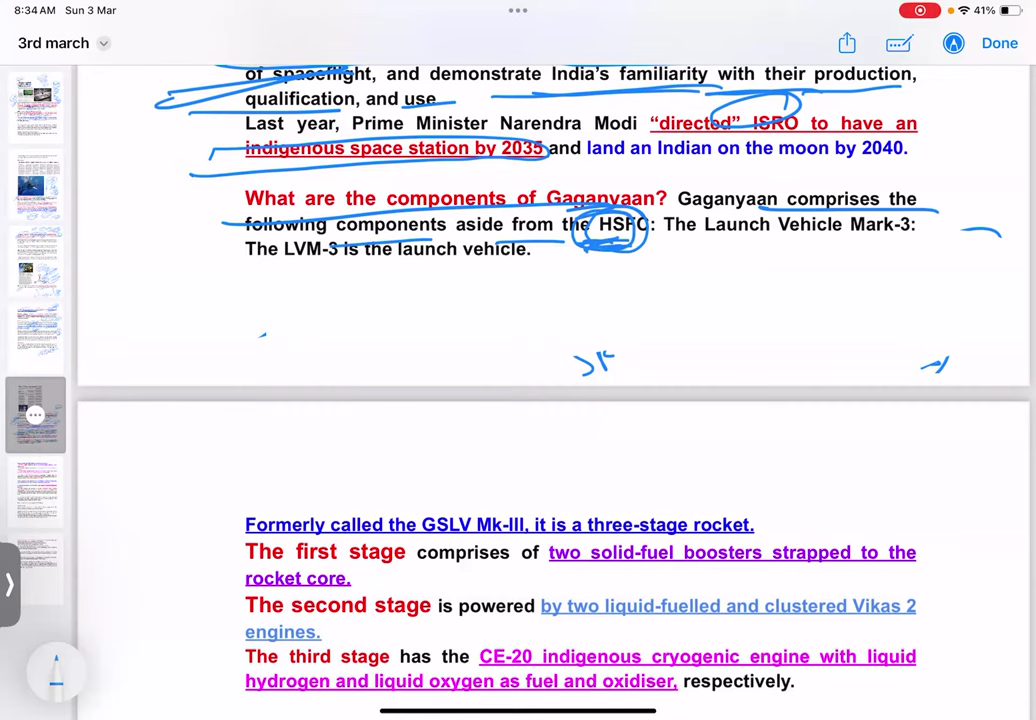 8:34 AM Sun 3 Mar
41%
3rd march
Done
of spaceflight, and demonstrate India's familiarity with their production,
qualification, and use
Last year, Prime Minister Narendra Modi “directed” ISRO to have an
indigenous space station by 2035 and land an Indian on the moon by 2040.
What are the components of Gaganyaan? Gaganyaan comprises the
following components aside from the HSFC: The Launch Vehicle Mark-3:
The LVM-3 is the launch vehicle.
Formerly called the GSLV Mk-III, it is a three-stage rocket.
The first stage comprises of two solid-fuel boosters strapped to the
rocket core.
The second stage is powered by two liquid-fuelled and clustered Vikas 2
engines.
The third stage has the CE-20 indigenous cryogenic engine with liquid
hydrogen and liquid oxygen as fuel and oxidiser, respectively.